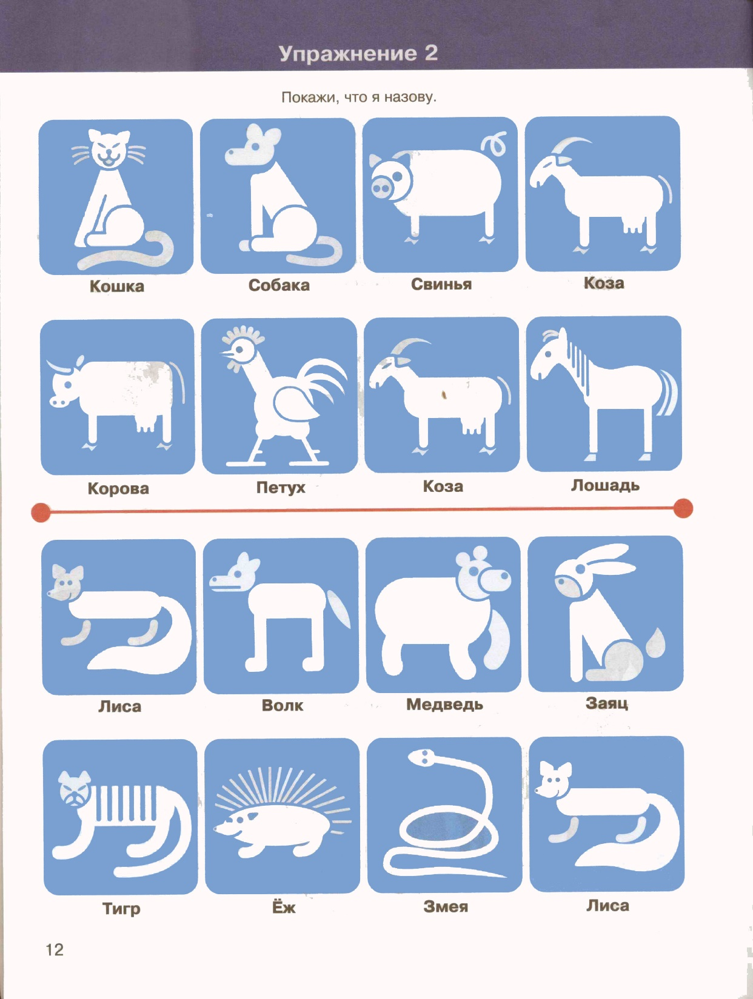 Упражнение 2
Покажи, что я назову.
Кошка Собака Свинья Коза
Корова Петух Коза Лошадь
Лиса Волк Медведь Заяц
Тигр Ёж Змея Лиса
12